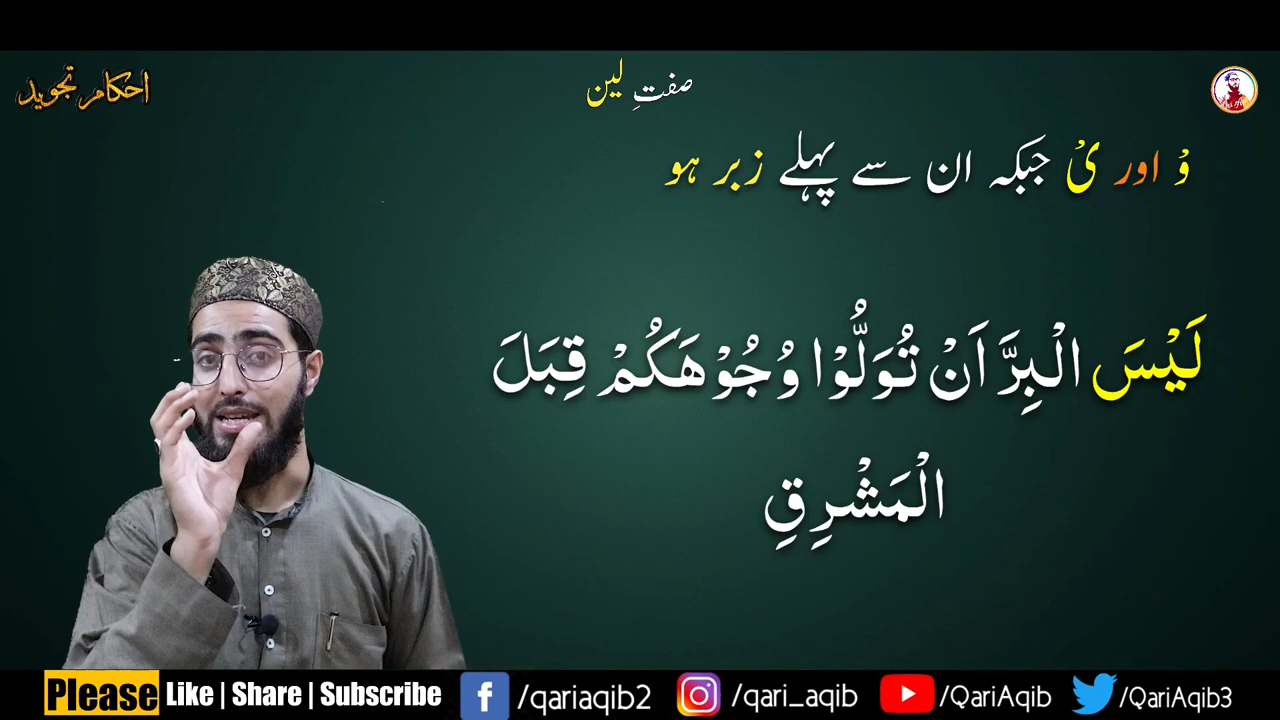 احکام تجوید
صفتِ لین
وْ اور یْ جبکہ ان سے پہلے زبر ہو
لَيْسَ الْبِرَّ اَنْ تُوَلُّوْا وُجُوْهَكُمْ قِبَلَ
الْمَشْرِقِ
Please Like | Share | Subscribe /qariaqib2 /qari_aqib /QariAqib /QariAqib3